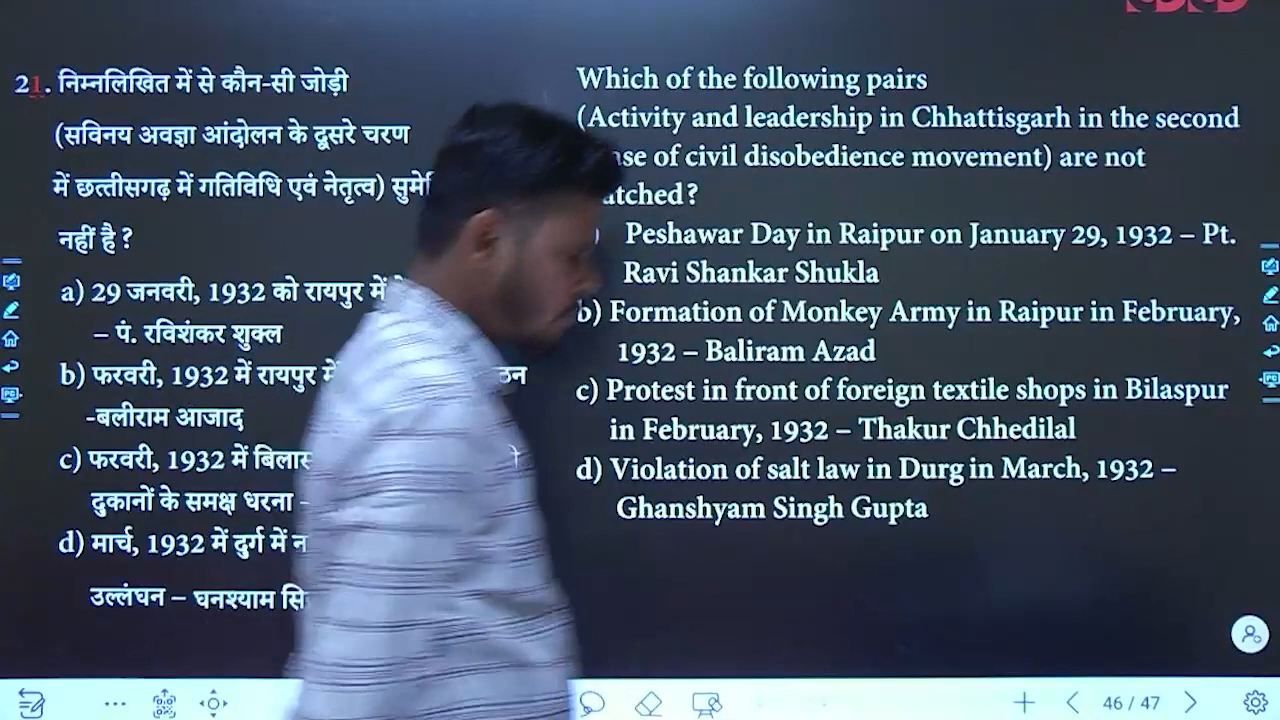 21. निम्नलिखित में से कौन-सी जोड़ी
(सविनय अवज्ञा आंदोलन के दूसरे चरण
में छत्तीसगढ़ में गतिविधि एवं नेतृत्व)
नहीं है ?
a) 29 जनवरी, 1932 को रायपुर में
– पं. रविशंकर शुक्ल
b) फरवरी, 1932 में रायपुर में
-बलीराम आजाद
c) फरवरी, 1932 में
दुकानों के समक्ष धरना -
d) मार्च, 1932 में दुर्ग में
उल्लंघन – घनश्याम
Which of the following pairs
(Activity and leadership in Chhattisgarh in the second
of civil disobedience movement) are not
?
Peshawar Day in Raipur on January 29, 1932 – Pt.
Ravi Shankar Shukla
b) Formation of Monkey Army in Raipur in February,
1932 – Baliram Azad
c) Protest in front of foreign textile shops in Bilaspur
in February, 1932 – Thakur Chhedilal
d) Violation of salt law in Durg in March, 1932 –
Ghanshyam Singh Gupta
46 / 47